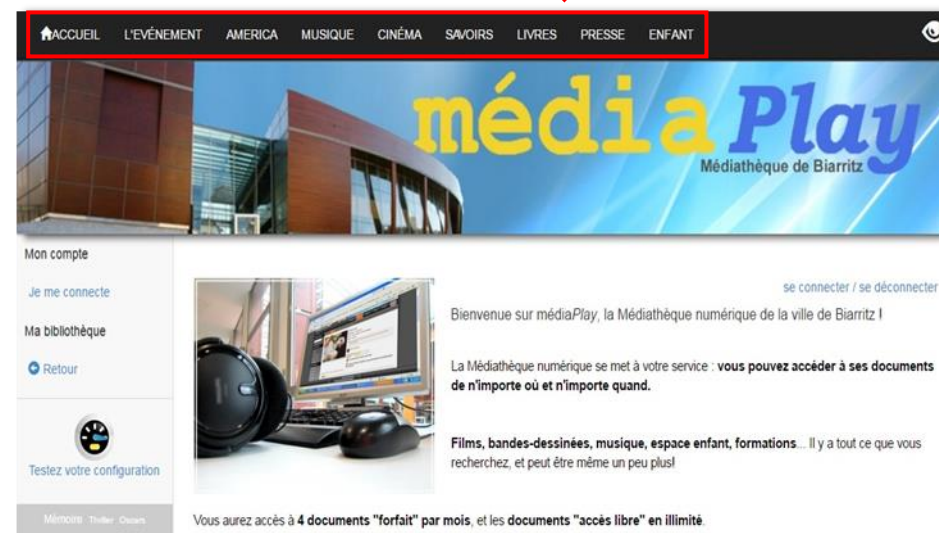 ACCUEIL L'EVÉNEMENT AMERICA MUSIQUE CINÉMA SAVOIRS LIVRES PRESSE ENFANT
média Play
Médiathèque de Biarritz
Mon compte
Je me connecte
Ma bibliothèque
Retour
Testez votre configuration
Mémoire Thriller Oscars
se connecter / se déconnecter
Bienvenue sur médiaPlay, la Médiathèque numérique de la ville de Biarritz !
La Médiathèque numérique se met à votre service : vous pouvez accéder à ses documents
de n'importe où et n'importe quand.
Films, bandes-dessinées, musique, espace enfant, formations... Il y a tout ce que vous
recherchez, et peut être même un peu plus!
Vous aurez accès à 4 documents "forfait" par mois, et les documents "accès libre" en illimité.